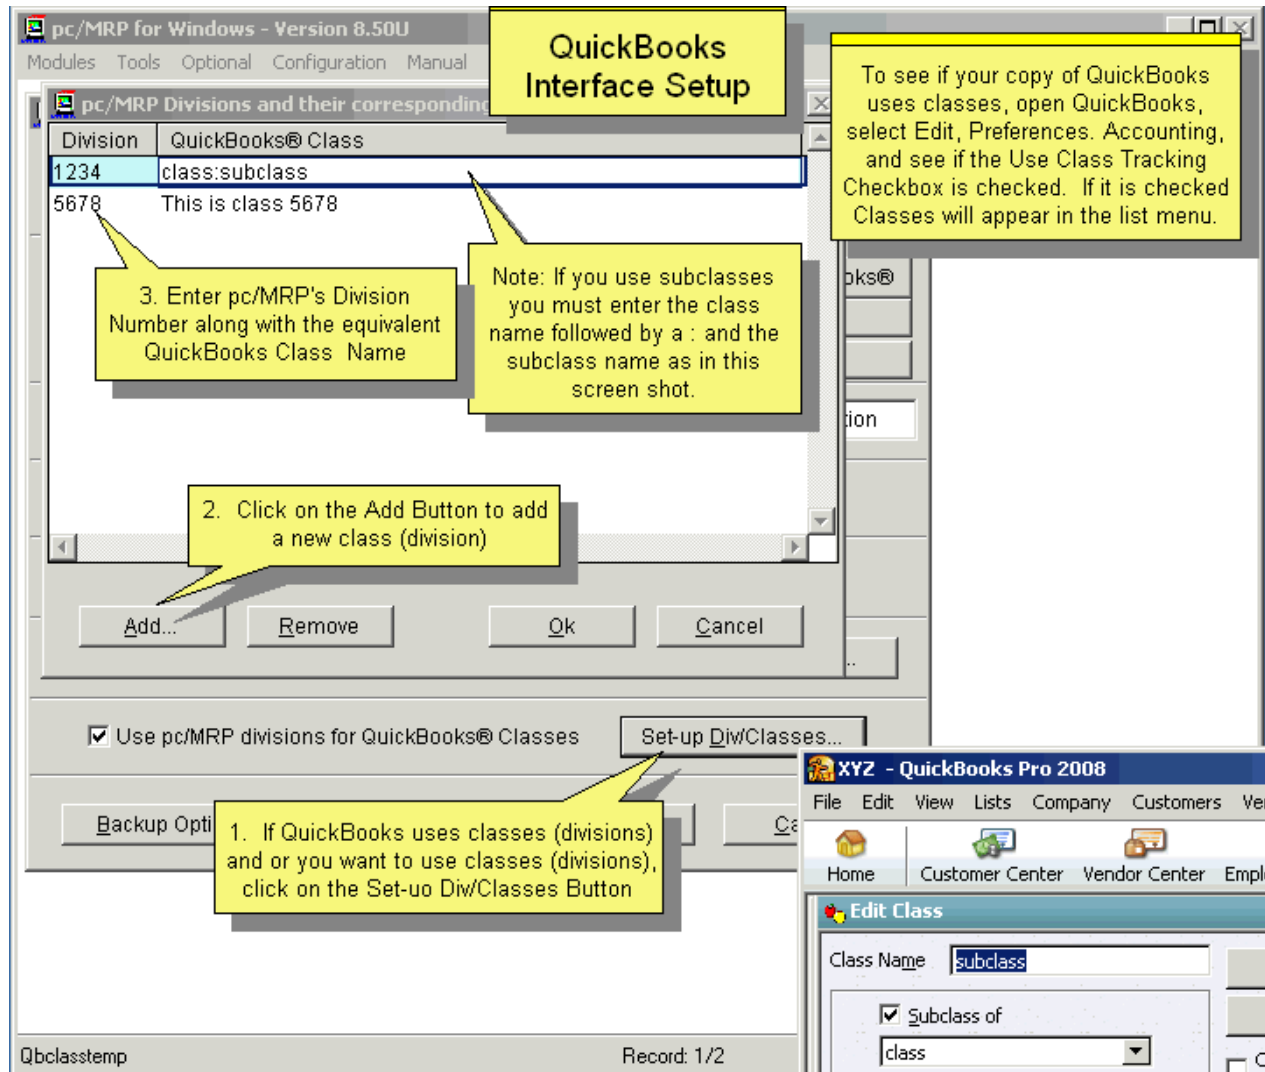 pc/MRP for Windows - Version 8.50U
Modules Tools Optional Configuration Manual
QuickBooks
Interface Setup
To see if your copy of QuickBooks
uses classes, open QuickBooks,
select Edit, Preferences. Accounting,
and see if the Use Class Tracking
Checkbox is checked. If it is checked
Classes will appear in the list menu.
pc/MRP Divisions and their corresponding
Division QuickBooks® Class
1234 class:subclass
5678 This is class 5678
3. Enter pc/MRP's Division
Number along with the equivalent
QuickBooks Class Name
Note: If you use subclasses
you must enter the class
name followed by a : and the
subclass name as in this
screen shot.
oks®
tion
2. Click on the Add Button to add
a new class (division)
Add... Remove Ok Cancel
..
Use pc/MRP divisions for QuickBooks® Classes Set-up Div/Classes...
Backup Opti Ca
1. If QuickBooks uses classes (divisions)
and or you want to use classes (divisions),
click on the Set-uo Div/Classes Button
XYZ - QuickBooks Pro 2008
File Edit View Lists Company Customers Ve
Home Customer Center Vendor Center Empl
Edit Class
Class Name subclass
Subclass of
class
Qbclasstemp Record: 1/2